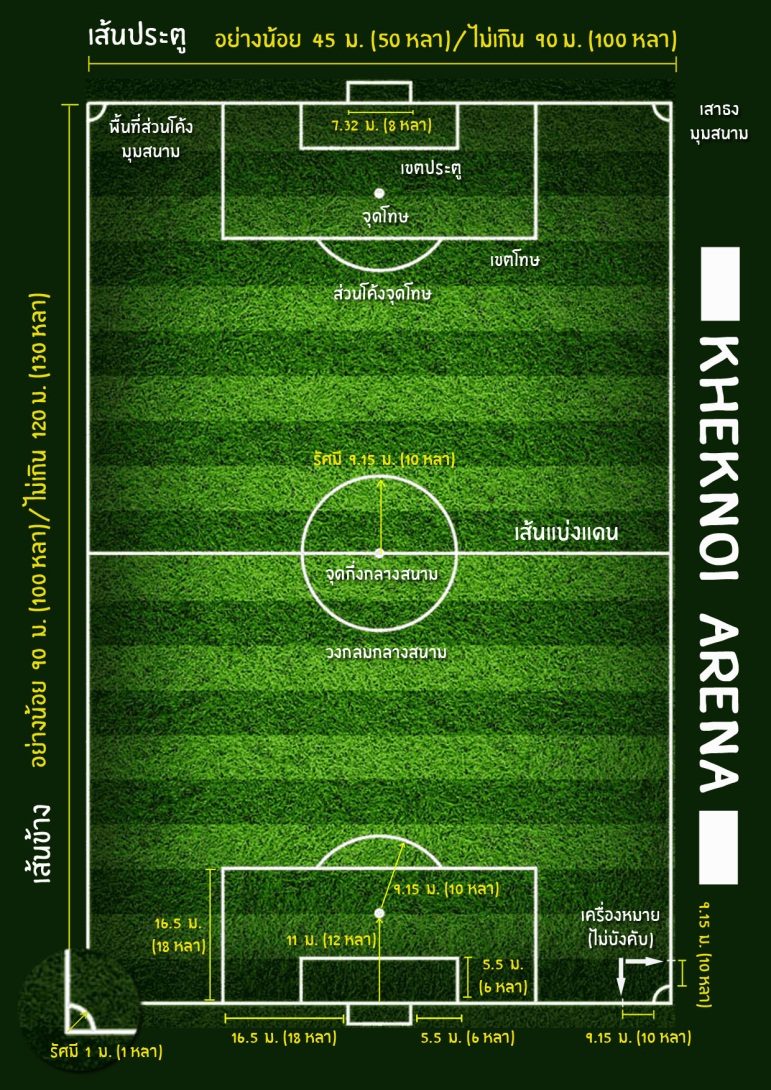 เส้นประตู
อย่างน้อย 45 ม. (50 หลา)/ไม่เกิน 90 ม. (100 หลา)
พื้นที่ส่วนโค้ง
มุมสนาม
7.32 ม. (8 หลา)
เสาธง
มุมสนาม
เขตประตู
จุดโทษ
เขตโทษ
ส่วนโค้งจุดโทษ
เส้นข้าง
อย่างน้อย 90 ม. (100 หลา)/ไม่เกิน 120 ม. (130 หลา)
KHEKNOI ARENA
รัศมี 9.15 ม. (10 หลา)
เส้นแบ่งแดน
จุดกึ่งกลางสนาม
วงกลมกลางสนาม
9.15 ม. (10 หลา)
16.5 ม.
(18 หลา)
11 ม. (12 หลา)
5.5 ม.
(6 หลา)
เครื่องหมาย
(ไม่บังคับ)
9.15 ม. (10 หลา)
16.5 ม. (18 หลา)
5.5 ม. (6 หลา)
9.15 ม. (10 หลา)
รัศมี 1 ม. (1 หลา)